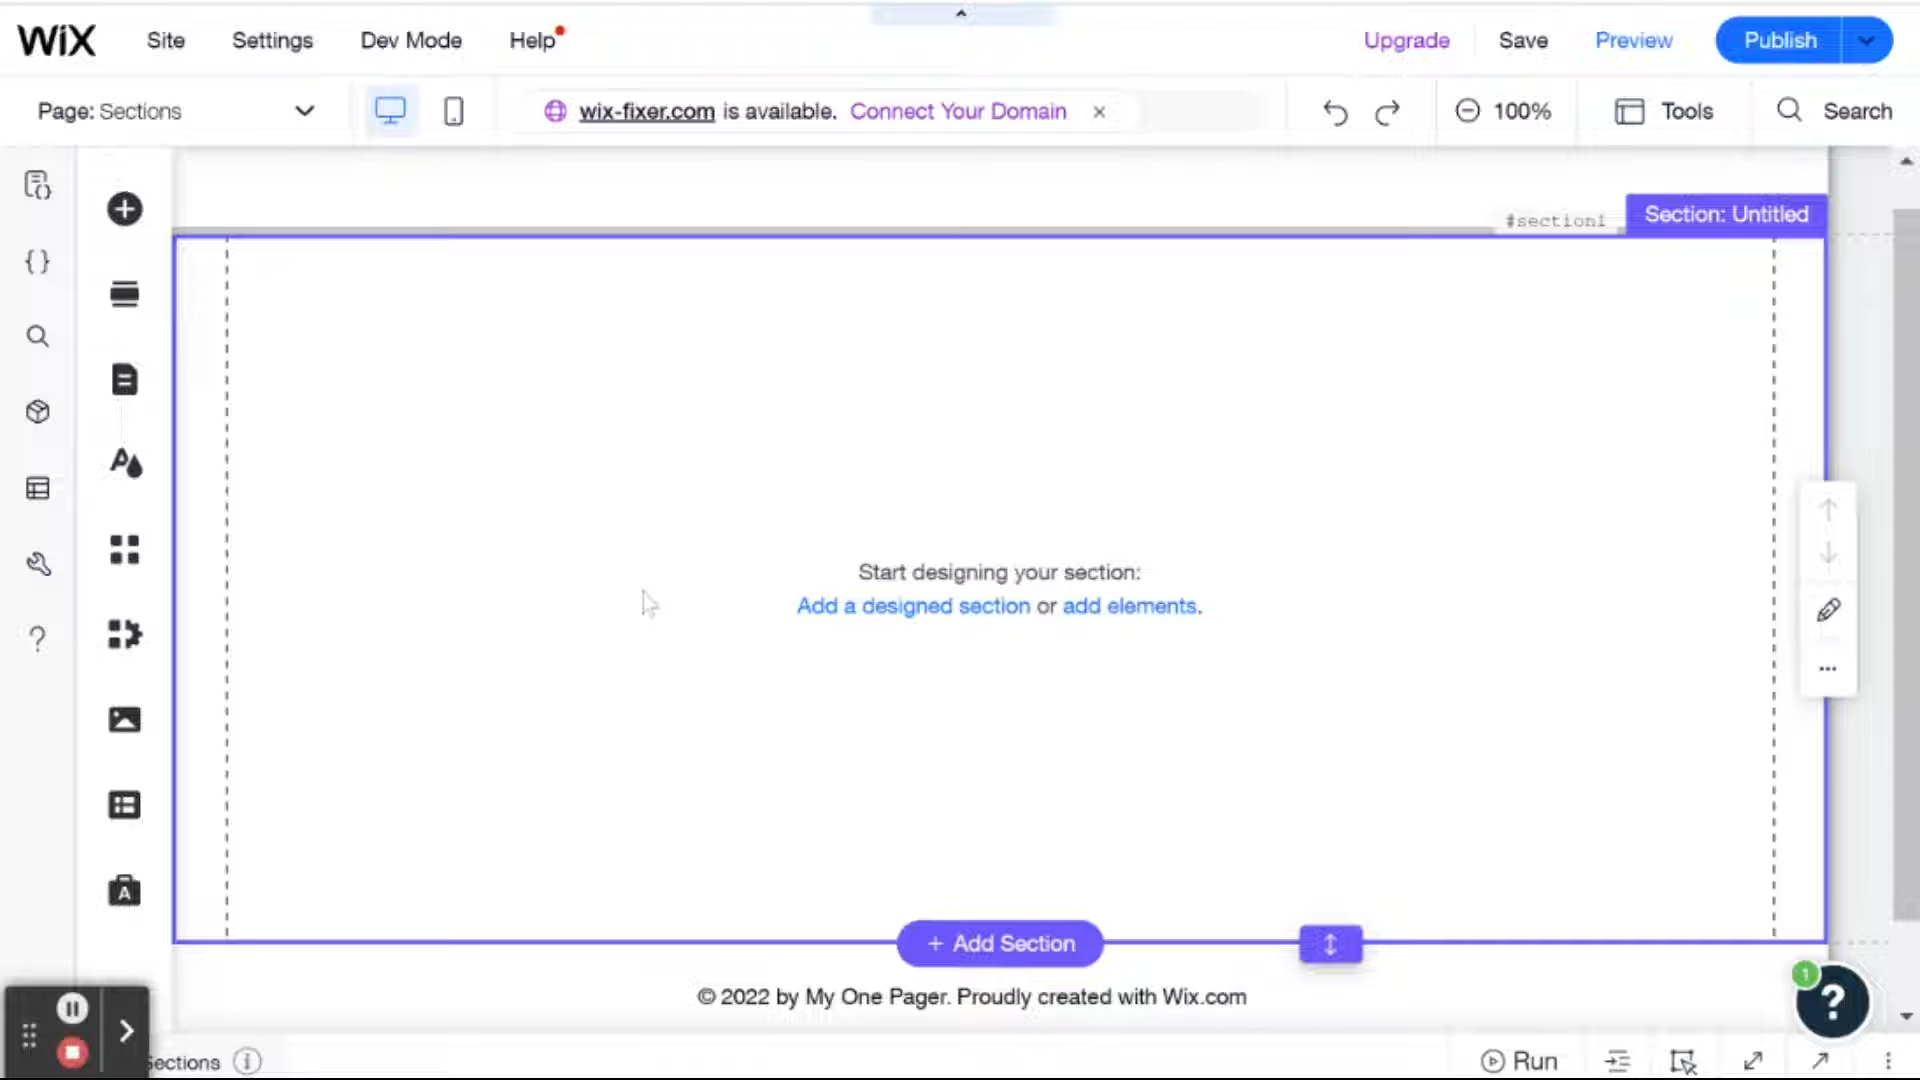 WiX Site Settings Dev Mode Help Upgrade Save Preview Publish
Page: Sections wix-fixer.com is available. Connect Your Domain × 100% Tools Search
#section1 Section: Untitled
Start designing your section:
Add a designed section or add elements.
+ Add Section
© 2022 by My One Pager. Proudly created with Wix.com
1
?
Sections Run